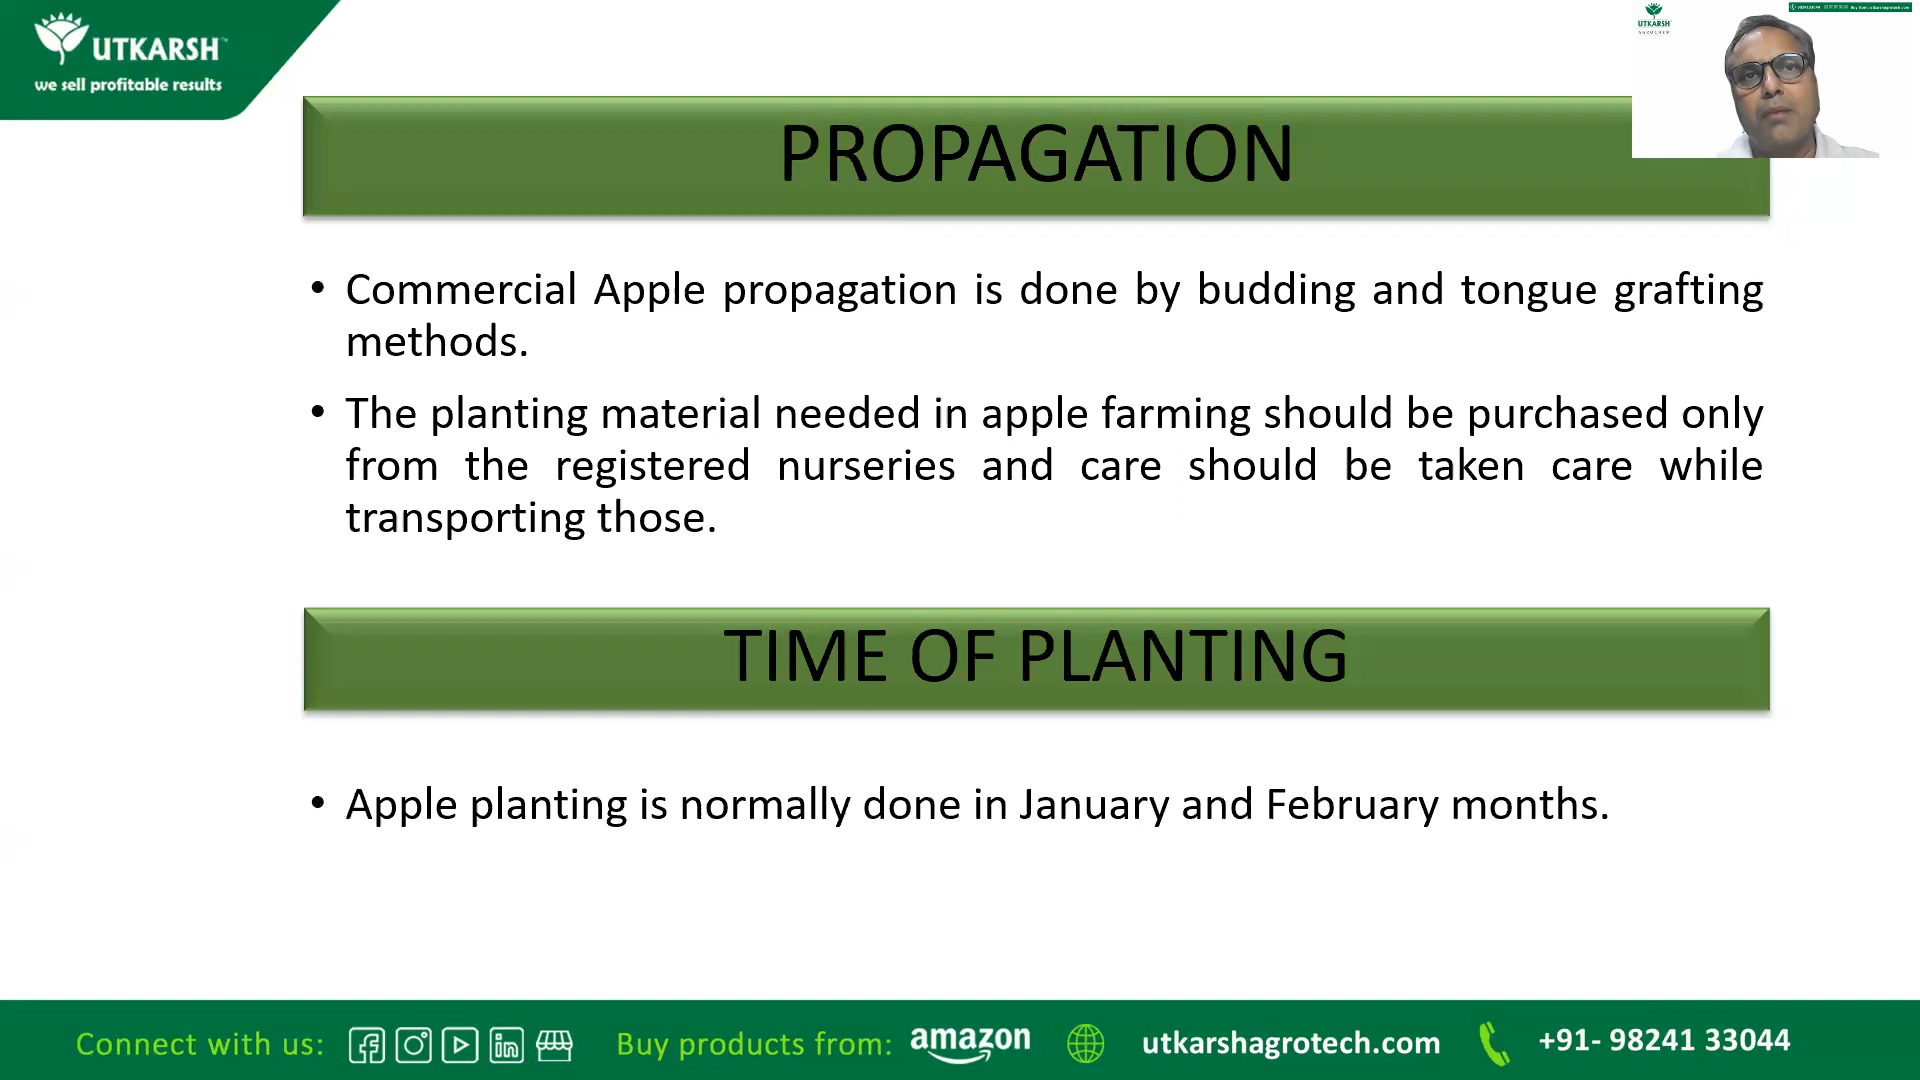 UTKARSH
we sell profitable results
UTKARSH
AGROCHEM
PROPAGATION
• Commercial Apple propagation is done by budding and tongue grafting
methods.
• The planting material needed in apple farming should be purchased only
from the registered nurseries and care should be taken care while
transporting those.
TIME OF PLANTING
• Apple planting is normally done in January and February months.
Connect with us:
Buy products from: amazon
utkarshagrotech.com
+91- 98241 33044